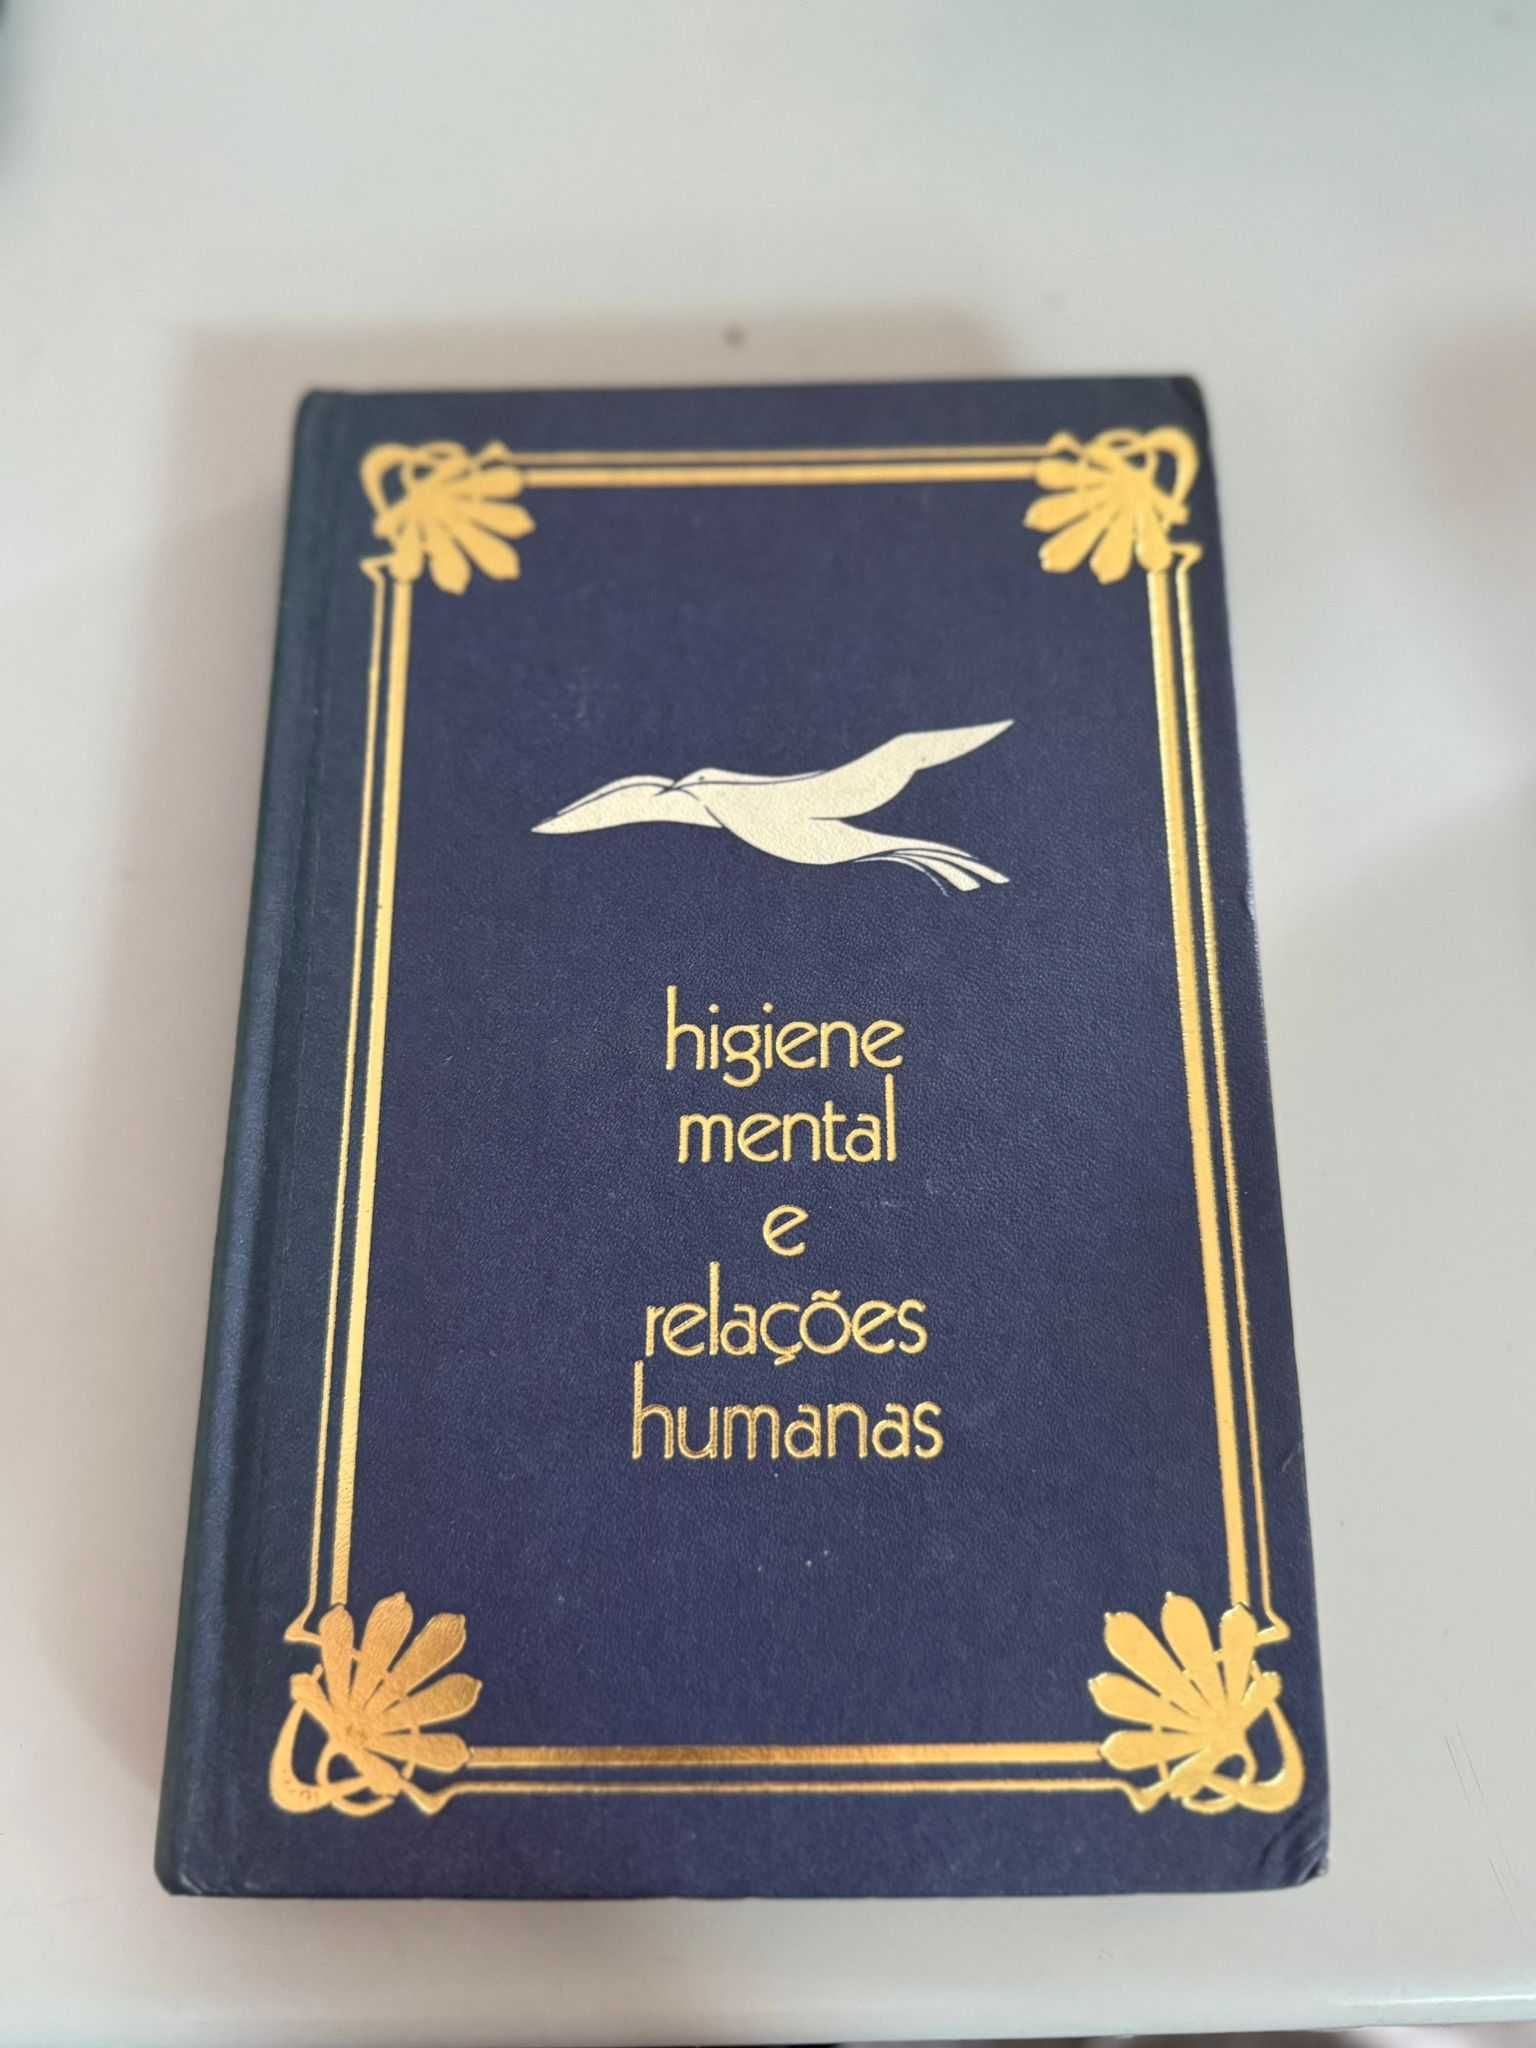 higiene
mental
e
relações
humanas